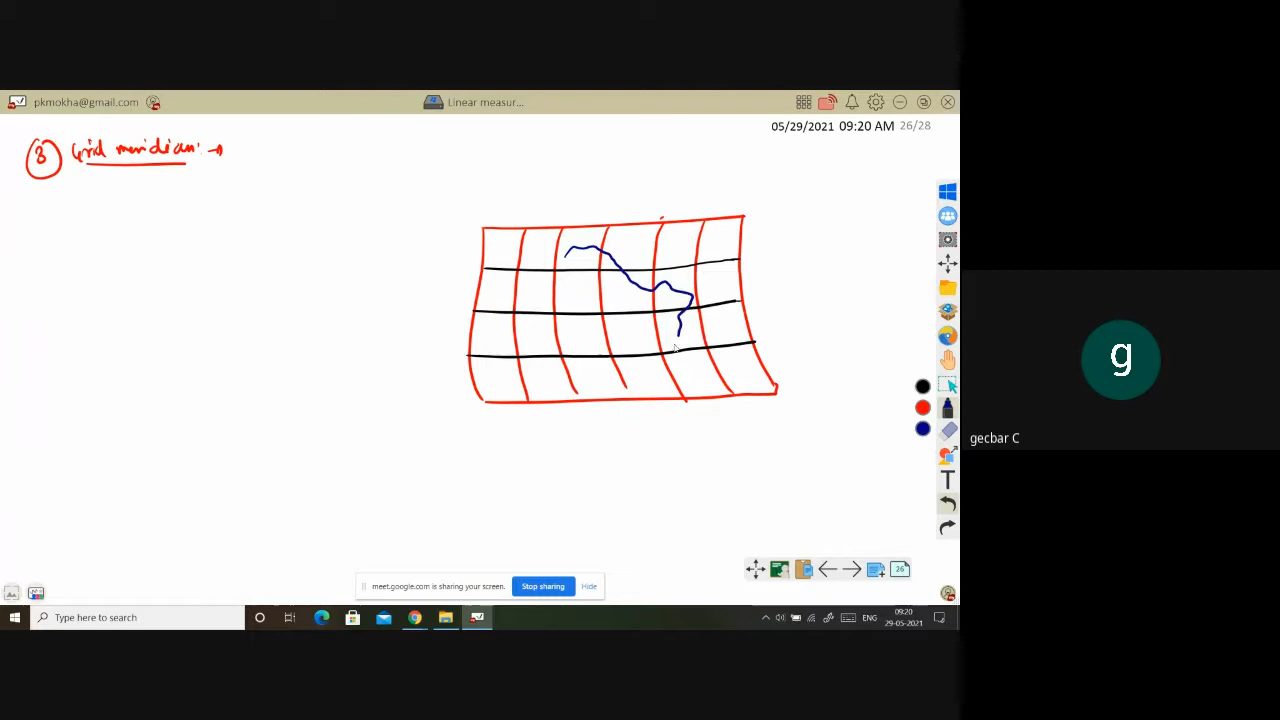 pkmokha@gmail.com
Linear measur...
05/29/2021 09:20 AM 26/28
3 Grid meridian →
g
gecbar C
T
26
meet.google.com is sharing your screen. Stop sharing Hide
Type here to search
ENG
09:20
29-05-2021